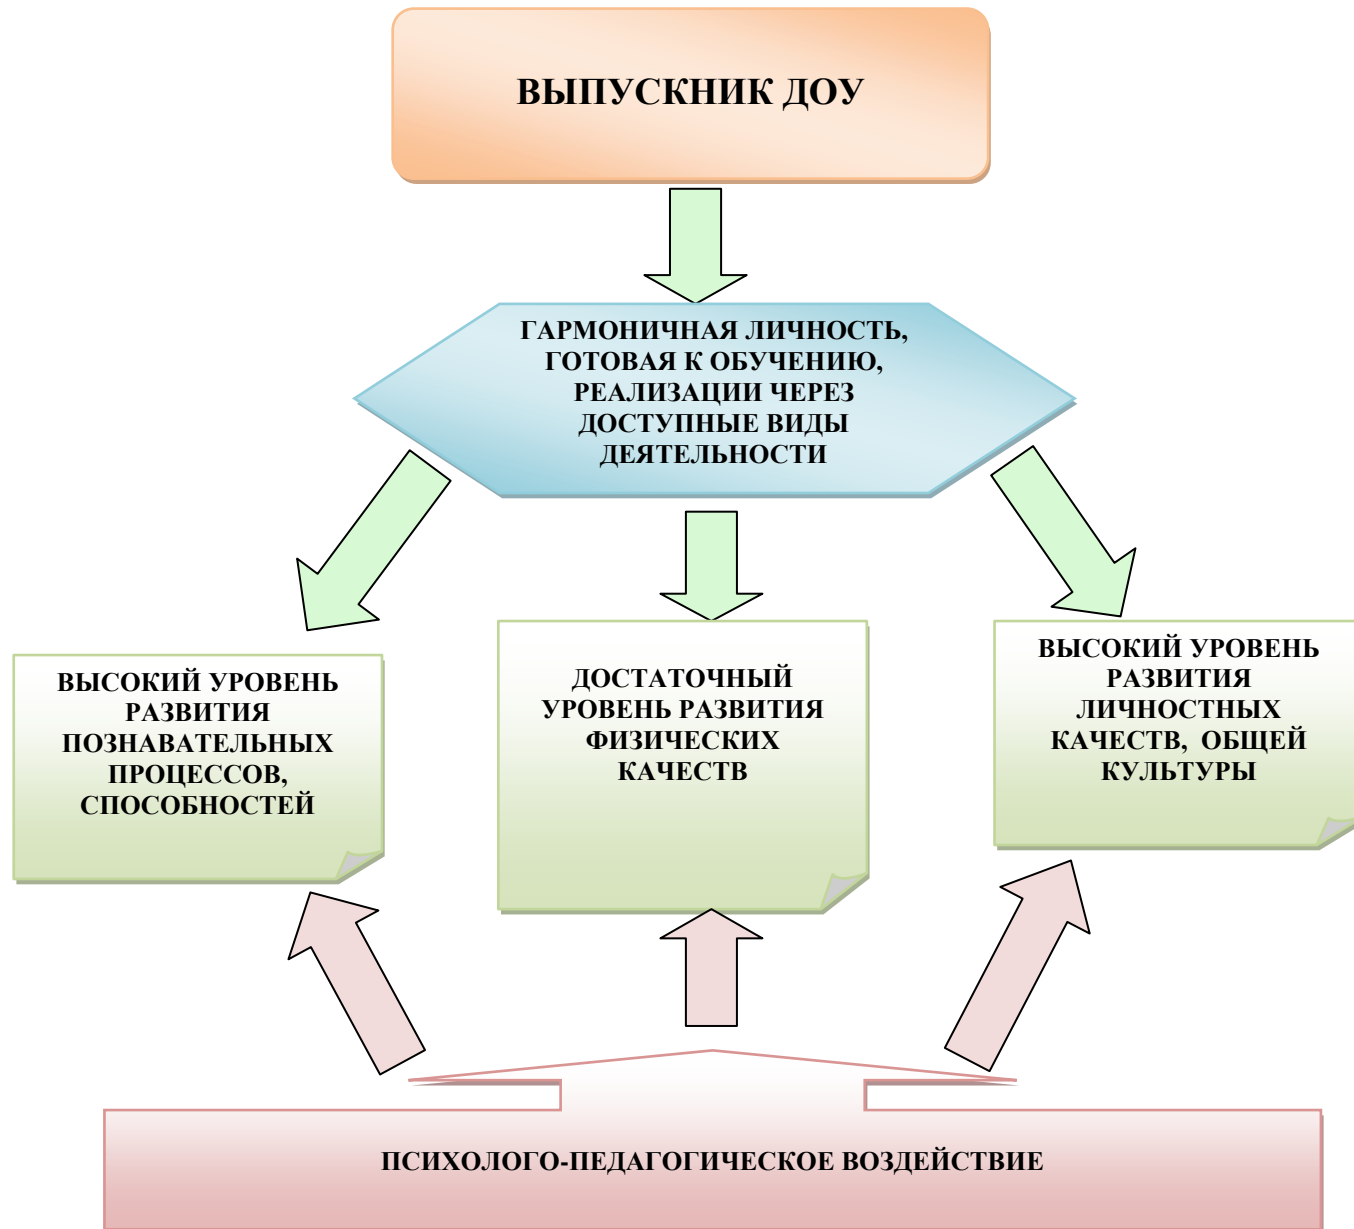 ВЫПУСКНИК ДОУ
ГАРМОНИЧНАЯ ЛИЧНОСТЬ,
ГОТОВАЯ К ОБУЧЕНИЮ,
РЕАЛИЗАЦИИ ЧЕРЕЗ
ДОСТУПНЫЕ ВИДЫ
ДЕЯТЕЛЬНОСТИ
ВЫСОКИЙ УРОВЕНЬ
РАЗВИТИЯ
ПОЗНАВАТЕЛЬНЫХ
ПРОЦЕССОВ,
СПОСОБНОСТЕЙ
ДОСТАТОЧНЫЙ
УРОВЕНЬ РАЗВИТИЯ
ФИЗИЧЕСКИХ
КАЧЕСТВ
ВЫСОКИЙ УРОВЕНЬ
РАЗВИТИЯ
ЛИЧНОСТНЫХ
КАЧЕСТВ, ОБЩЕЙ
КУЛЬТУРЫ
ПСИХОЛОГО-ПЕДАГОГИЧЕСКОЕ ВОЗДЕЙСТВИЕ